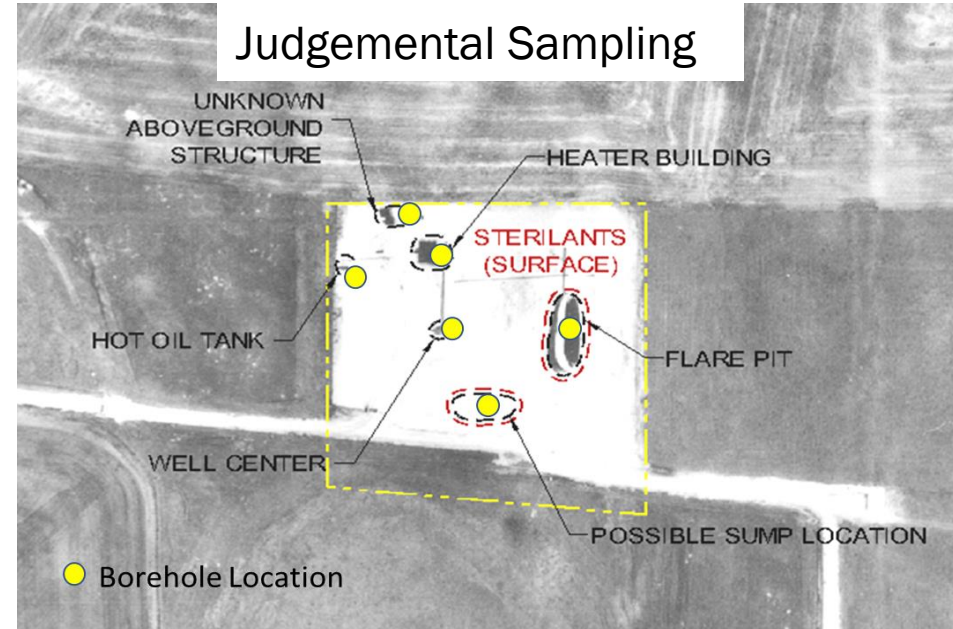 Judgemental Sampling
UNKNOWN
ABOVEGROUND
STRUCTURE
HEATER BUILDING
STERILANTS
(SURFACE)
HOT OIL TANK
FLARE PIT
WELL CENTER
POSSIBLE SUMP LOCATION
Borehole Location